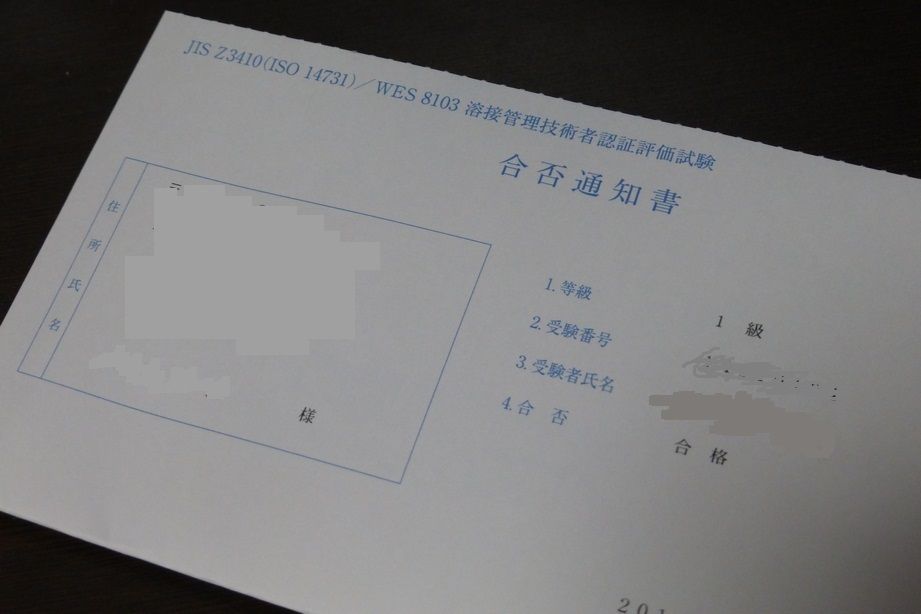 JIS Z3410(ISO 14731)／WES 8103 溶接管理技術者認証評価試験
合否通知書
住所氏名
様
1. 等級 1 級
2. 受験番号
3. 受験者氏名
4. 合 否 合 格
201